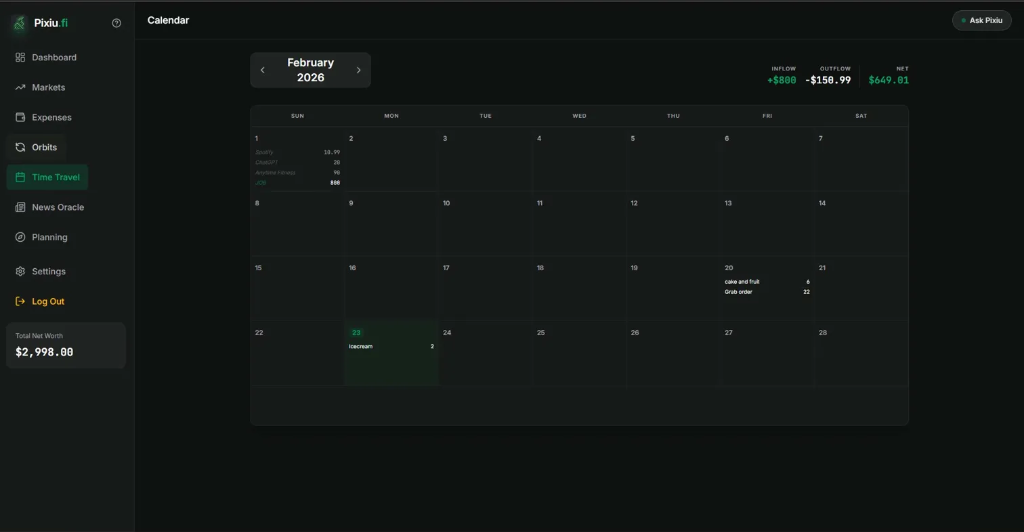 Pixiu.fi
Dashboard
Markets
Expenses
Orbits
Time Travel
News Oracle
Planning
Settings
Log Out
Total Net Worth
$2,998.00
Calendar
Ask Pixiu
February
2026
INFLOW OUTFLOW NET
+$800 -$150.99 $649.01
SUN MON TUE WED THU FRI SAT
1 2 3 4 5 6 7
Spotify 10.99
ChatGPT 20
Anytime Fitness 90
JOB 800
8 9 10 11 12 13 14
15 16 17 18 19 20 21
cake and fruit 6
Grab order 22
22 23 24 25 26 27 28
Icecream 2